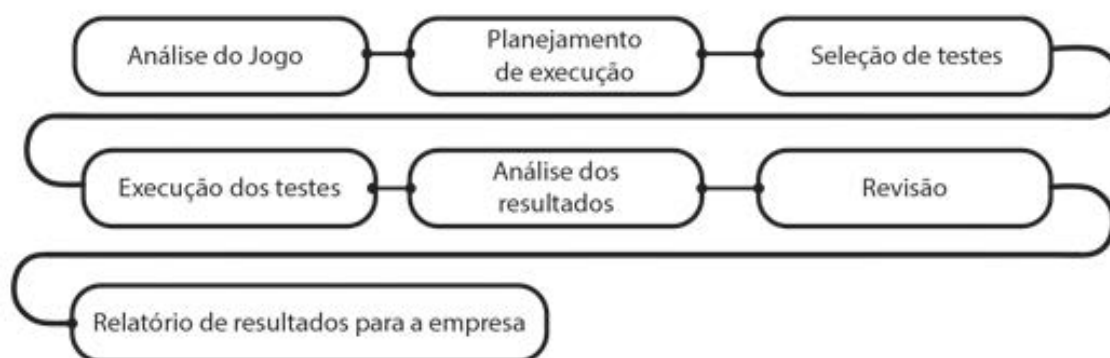 Análise do Jogo
Planejamento
de execução
Seleção de testes
Execução dos testes
Análise dos
resultados
Revisão
Relatório de resultados para a empresa